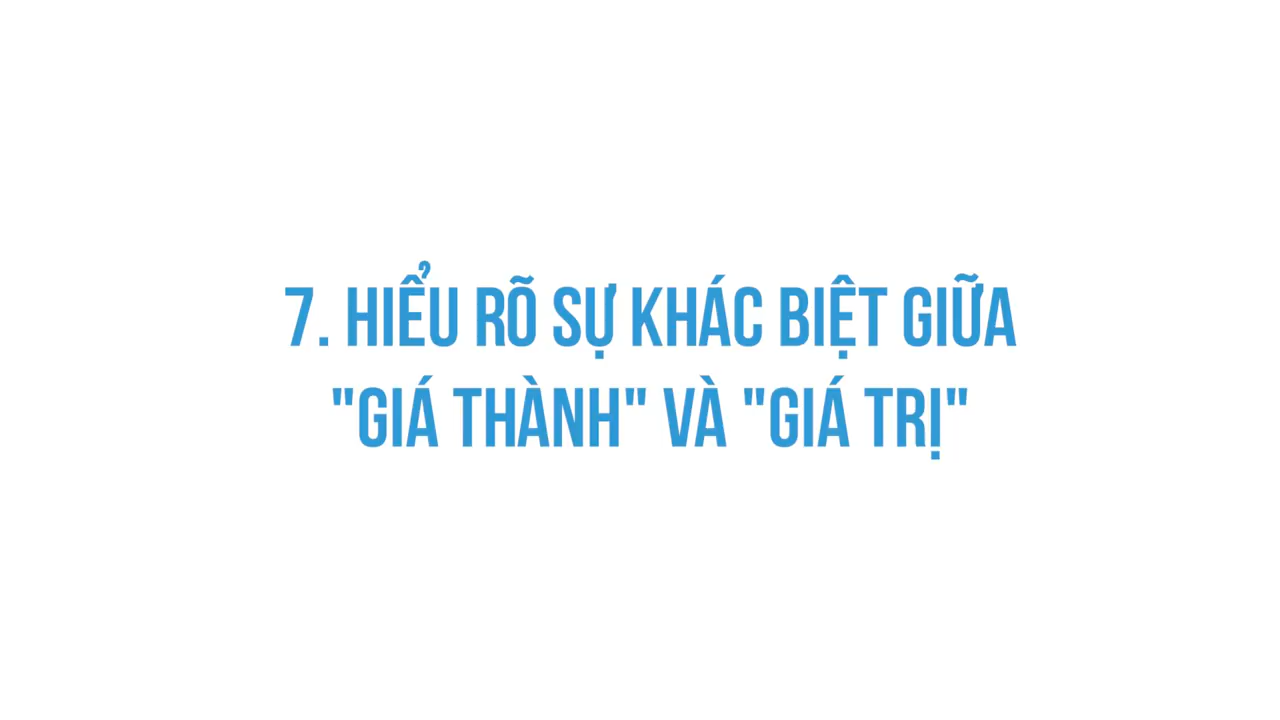 7. HIỂU RÕ SỰ KHÁC BIỆT GIỮA
"GIÁ THÀNH" VÀ "GIÁ TRỊ"